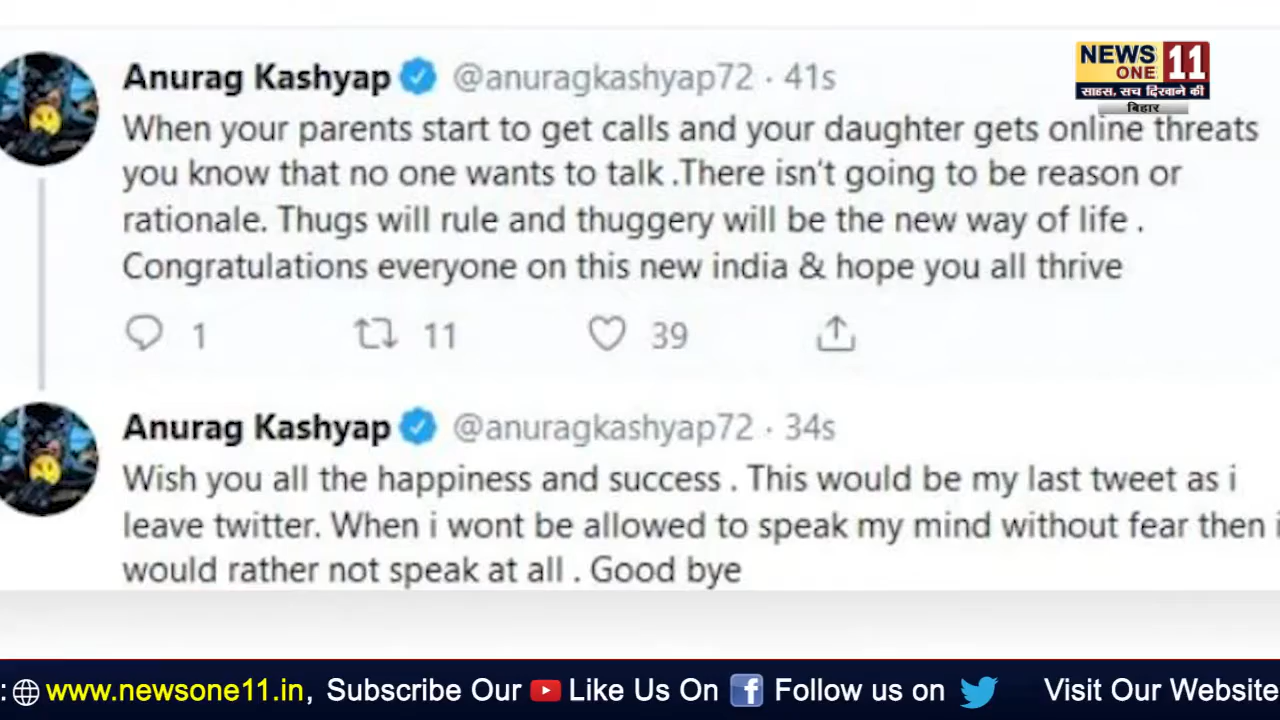 NEWS
ONE 11
साहस, सच दिखाने की
बिहार
Anurag Kashyap @anuragkashyap72 · 41s
When your parents start to get calls and your daughter gets online threats
you know that no one wants to talk .There isn't going to be reason or
rationale. Thugs will rule and thuggery will be the new way of life .
Congratulations everyone on this new india & hope you all thrive
1 11 39
Anurag Kashyap @anuragkashyap72 · 34s
Wish you all the happiness and success . This would be my last tweet as i
leave twitter. When i wont be allowed to speak my mind without fear then i
would rather not speak at all . Good bye
: www.newsone11.in, Subscribe Our Like Us On Follow us on Visit Our Website